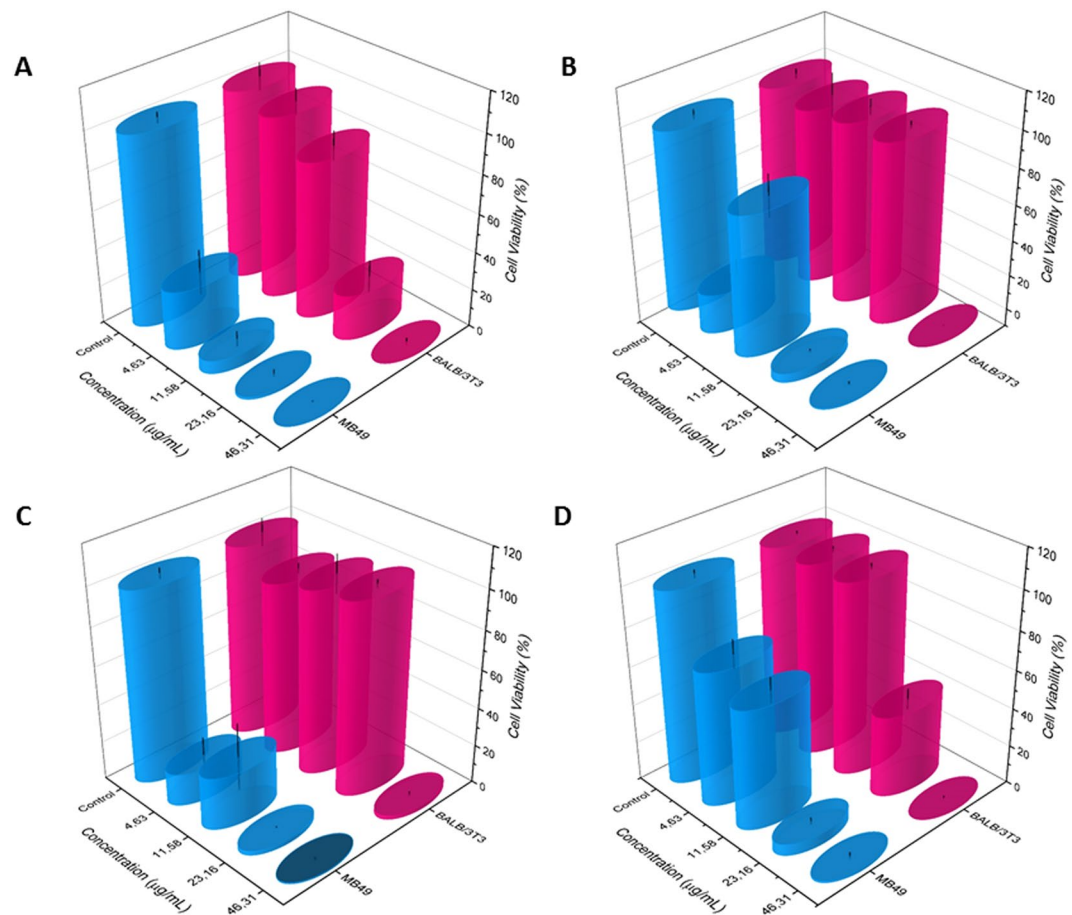 A
120
100
80
60
40
20
0
Cell Viability (%)
Control
4,63
11,58
23,16
46,31
Concentration (µg/mL)
MB49
BALB/3T3
B
120
100
80
60
40
20
0
Cell Viability (%)
Control
4,63
11,58
23,16
46,31
Concentration (µg/mL)
MB49
BALB/3T3
C
120
100
80
60
40
20
0
Cell Viability (%)
Control
4,63
11,58
23,16
46,31
Concentration (µg/mL)
MB49
BALB/3T3
D
120
100
80
60
40
20
0
Cell Viability (%)
Control
4,63
11,58
23,16
46,31
Concentration (µg/mL)
MB49
BALB/3T3